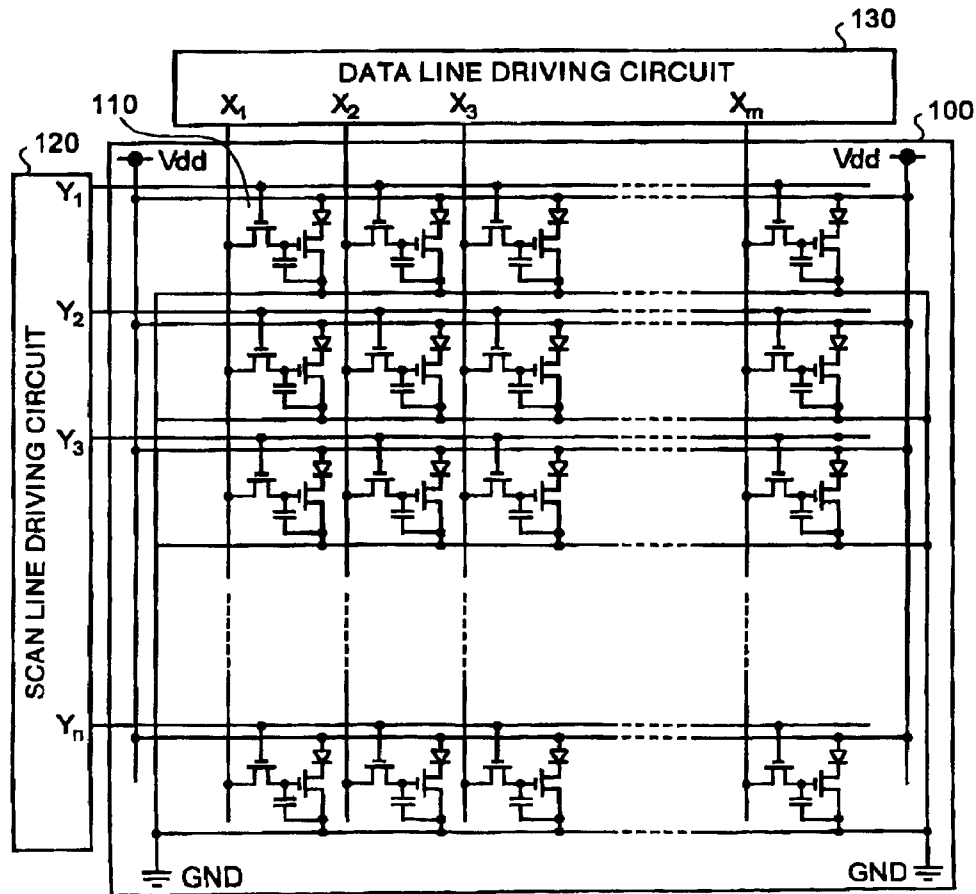 130
DATA LINE DRIVING CIRCUIT
110
X1 X2 X3 Xm
120
100
Vdd Vdd
Y1
Y2
Y3
Yn
SCAN LINE DRIVING CIRCUIT
GND GND